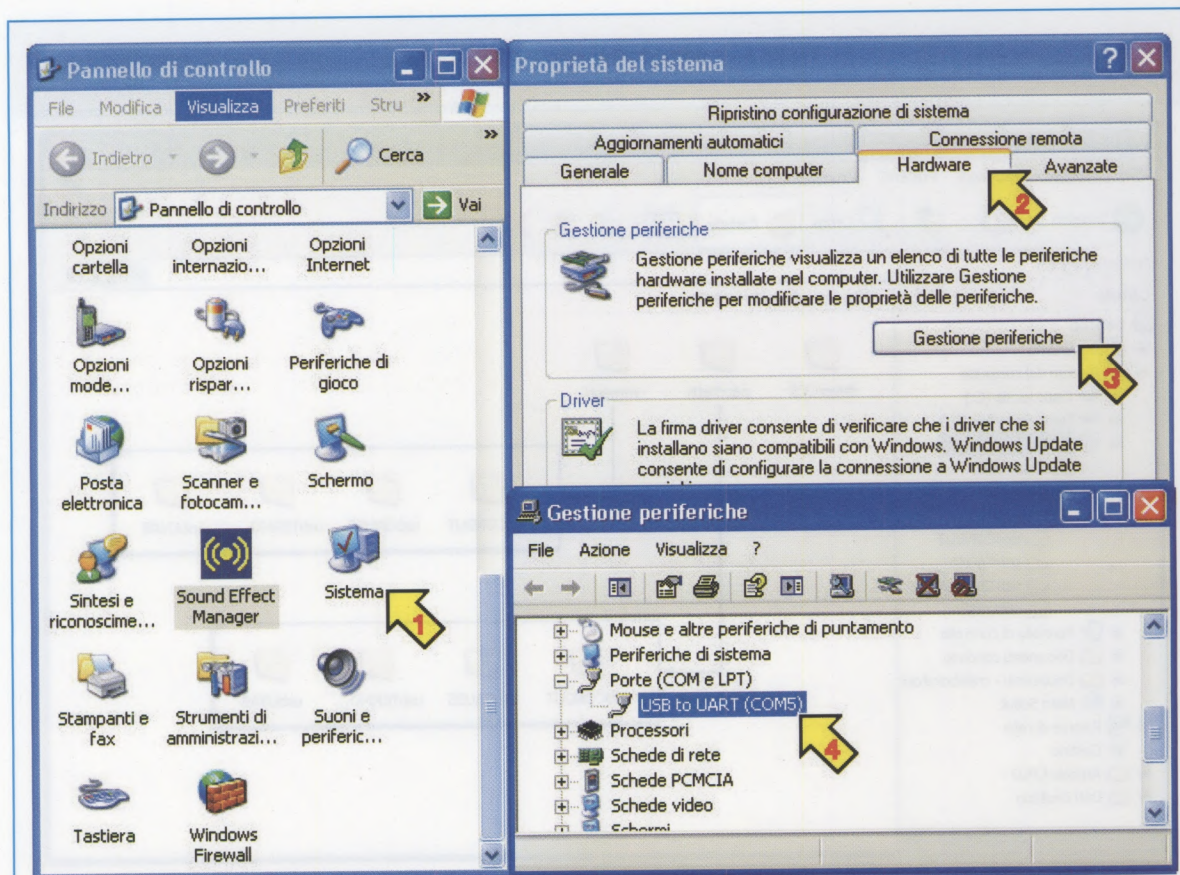 Pannello di controllo
File Modifica Visualizza Preferiti Stru »
Indietro Cerca »
Indirizzo Pannello di controllo Vai
Opzioni cartella
Opzioni internazio...
Opzioni Internet
Opzioni mode...
Opzioni rispar...
Periferiche di gioco
Posta elettronica
Scanner e fotocam...
Schermo
Sintesi e riconoscime...
Sound Effect Manager
Sistema
1
Stampanti e fax
Strumenti di amministrazi...
Suoni e periferic...
Tastiera
Windows Firewall
Proprietà del sistema
Ripristino configurazione di sistema
Aggiornamenti automatici Connessione remota
Generale Nome computer Hardware Avanzate
2
Gestione periferiche
Gestione periferiche visualizza un elenco di tutte le periferiche
hardware installate nel computer. Utilizzare Gestione
periferiche per modificare le proprietà delle periferiche.
Gestione periferiche
3
Driver
La firma driver consente di verificare che i driver che si
installano siano compatibili con Windows. Windows Update
consente di configurare la connessione a Windows Update
Gestione periferiche
File Azione Visualizza ?
Mouse e altre periferiche di puntamento
Periferiche di sistema
Porte (COM e LPT)
USB to UART (COM5)
4
Processori
Schede di rete
Schede PCMCIA
Schede video
Schermi